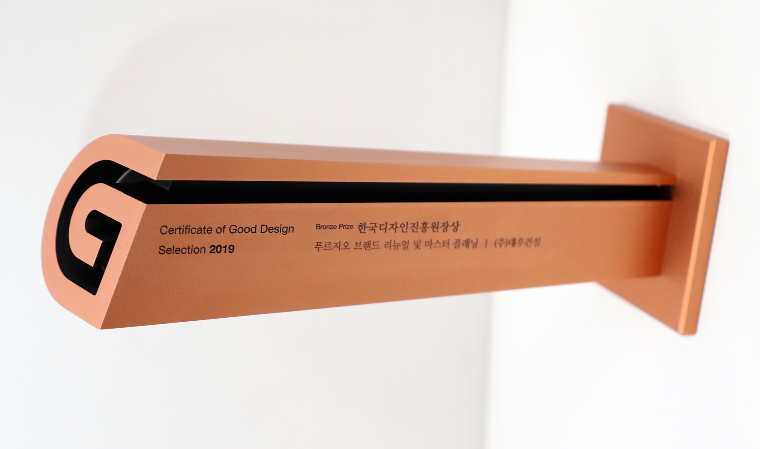 Certificate of Good Design
Selection 2019
Bronze Prize 한국디자인진흥원장상
푸르지오 브랜드 리뉴얼 및 마스터 플래닝 | (주)대우건설